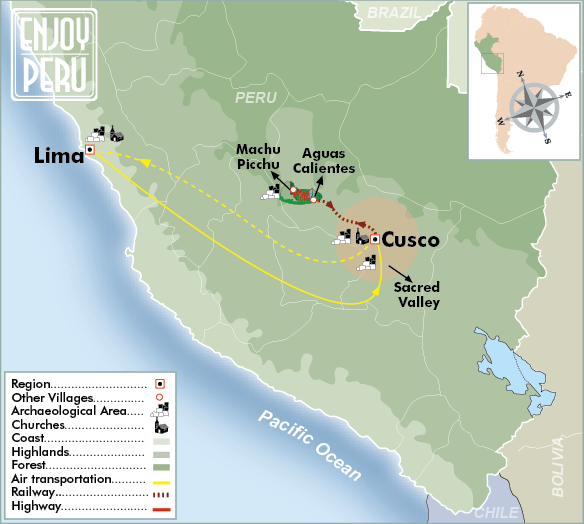 ENJOY
PERU
BRAZIL
PERU
N
E
W
S
Lima
Machu
Picchu
Aguas
Calientes
Cusco
Sacred
Valley
Pacific Ocean
BOLIVIA
CHILE
Region........................
Other Villages..............
Archaeological Area.....
Churches.....................
Coast..........................
Highlands...................
Forest.........................
Air transportation........
Railway......................
Highway.....................